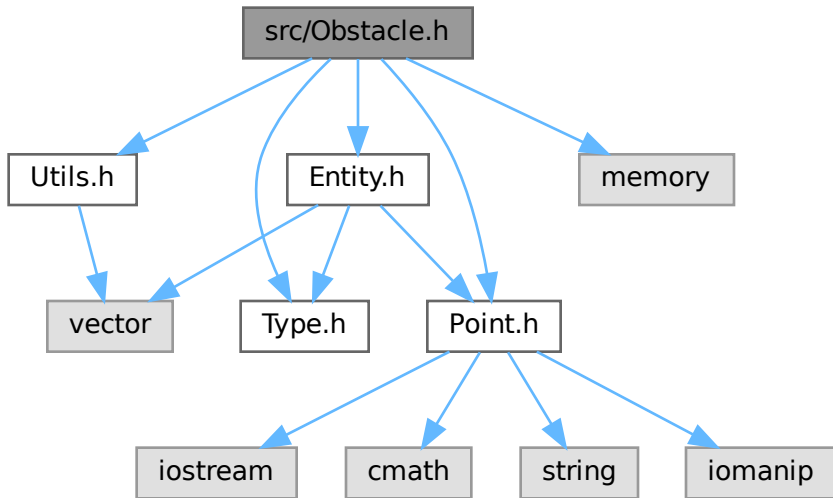 src/Obstacle.h
Utils.h
Entity.h
memory
vector
Type.h
Point.h
iostream
cmath
string
iomanip